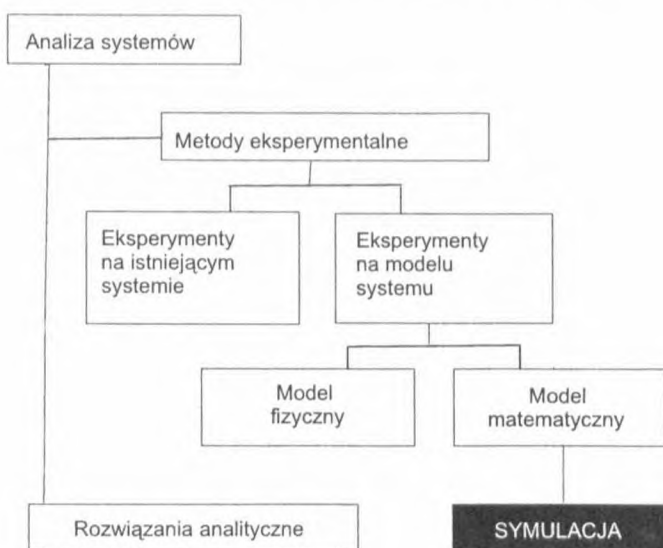 Analiza systemów
Metody eksperymentalne
Eksperymenty
na istniejącym
systemie
Eksperymenty
na modelu
systemu
Model
fizyczny
Model
matematyczny
Rozwiązania analityczne
SYMULACJA